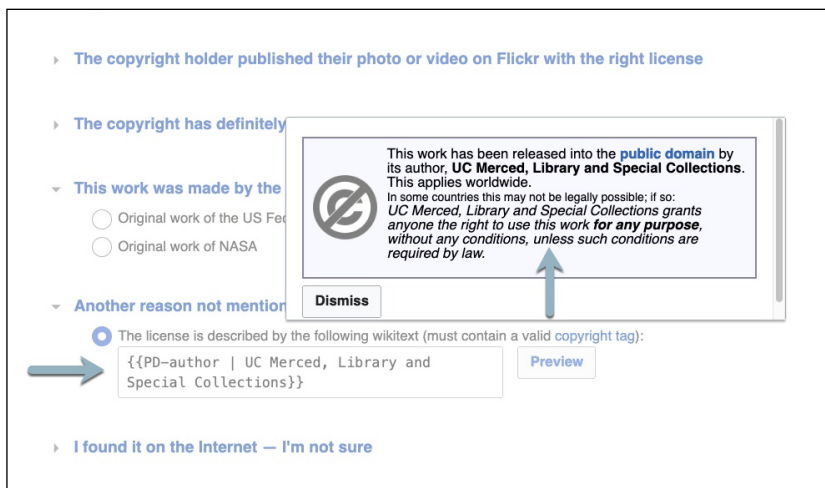 The copyright holder published their photo or video on Flickr with the right license
The copyright has definitely
This work has been released into the public domain by
its author, UC Merced, Library and Special Collections.
This applies worldwide.
In some countries this may not be legally possible; if so:
UC Merced, Library and Special Collections grants
anyone the right to use this work for any purpose,
without any conditions, unless such conditions are
required by law.
Dismiss
This work was made by the
Original work of the US Fed
Original work of NASA
Another reason not mention
The license is described by the following wikitext (must contain a valid copyright tag):
{{PD-author | UC Merced, Library and
Special Collections}}
Preview
I found it on the Internet — I'm not sure